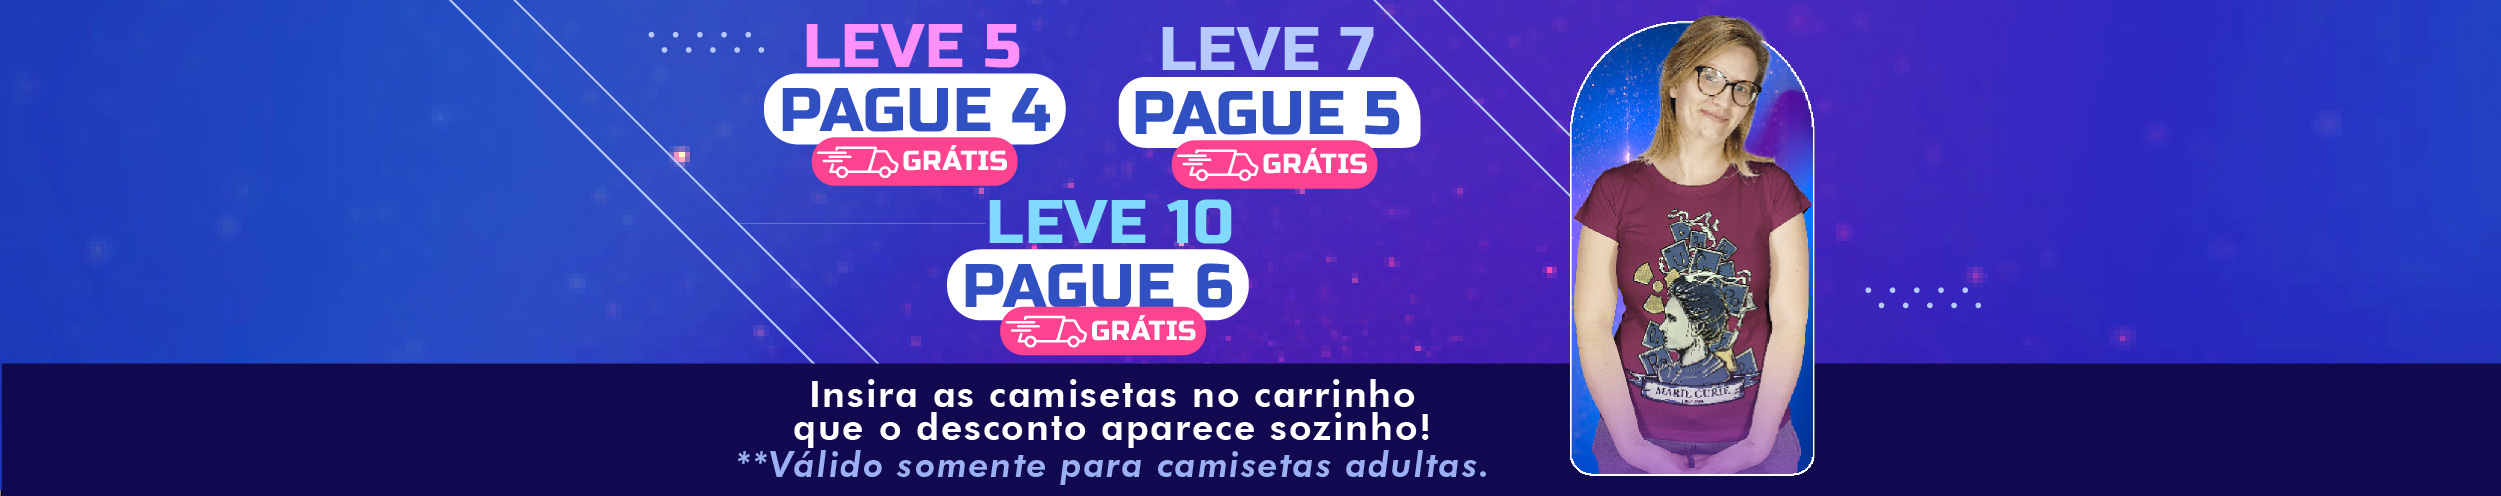 LEVE 5
PAGUE 4
GRÁTIS
LEVE 7
PAGUE 5
GRÁTIS
LEVE 10
PAGUE 6
GRÁTIS
Insira as camisetas no carrinho
que o desconto aparece sozinho!
**Válido somente para camisetas adultas.
MARIE CURIE